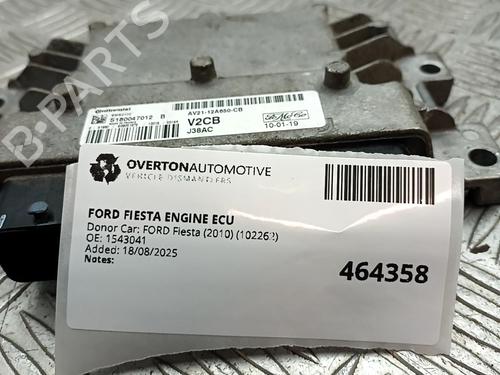 Continental
S180047012 B
AV21-12A650-CB
V2CB
J38AC
10-01-19
B PARTS
OVERTONAUTOMOTIVE
VEHICLE DISMANTLERS
FORD FIESTA ENGINE ECU
Donor Car: FORD Fiesta (2010) (102262)
OE: 1543041
Added: 18/08/2025
Notes:
464358